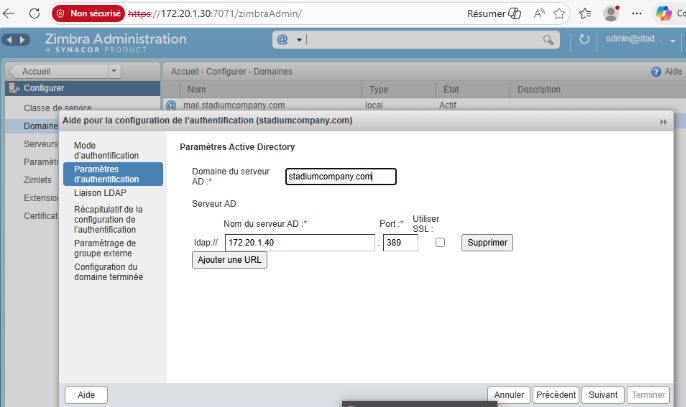 Non sécurisé https://172.20.1.30:7071/zimbraAdmin/ Résumer
Zimbra Administration
A SYNACOR PRODUCT
@ admin@stad...
Accueil Accueil - Configurer - Domaines Aide
Configurer Nom Type État Description
Classe de service mail.stadiumcompany.com local Actif
Aide pour la configuration de l'authentification (stadiumcompany.com)
Domaine
Serveurs
Paramètr
Zimlets
Extension
Certificat
Mode
d'authentification
Paramètres
d'authentification
Liaison LDAP
Récapitulatif de la
configuration de
l'authentification
Paramétrage de
groupe externe
Configuration du
domaine terminée
Paramètres Active Directory
Domaine du serveur
AD :* stadiumcompany.com
Serveur AD
Nom du serveur AD :* Port :* Utiliser
SSL :
ldap:// 172.20.1.40 : 389 Supprimer
Ajouter une URL
Aide Annuler Précédent Suivant Terminer